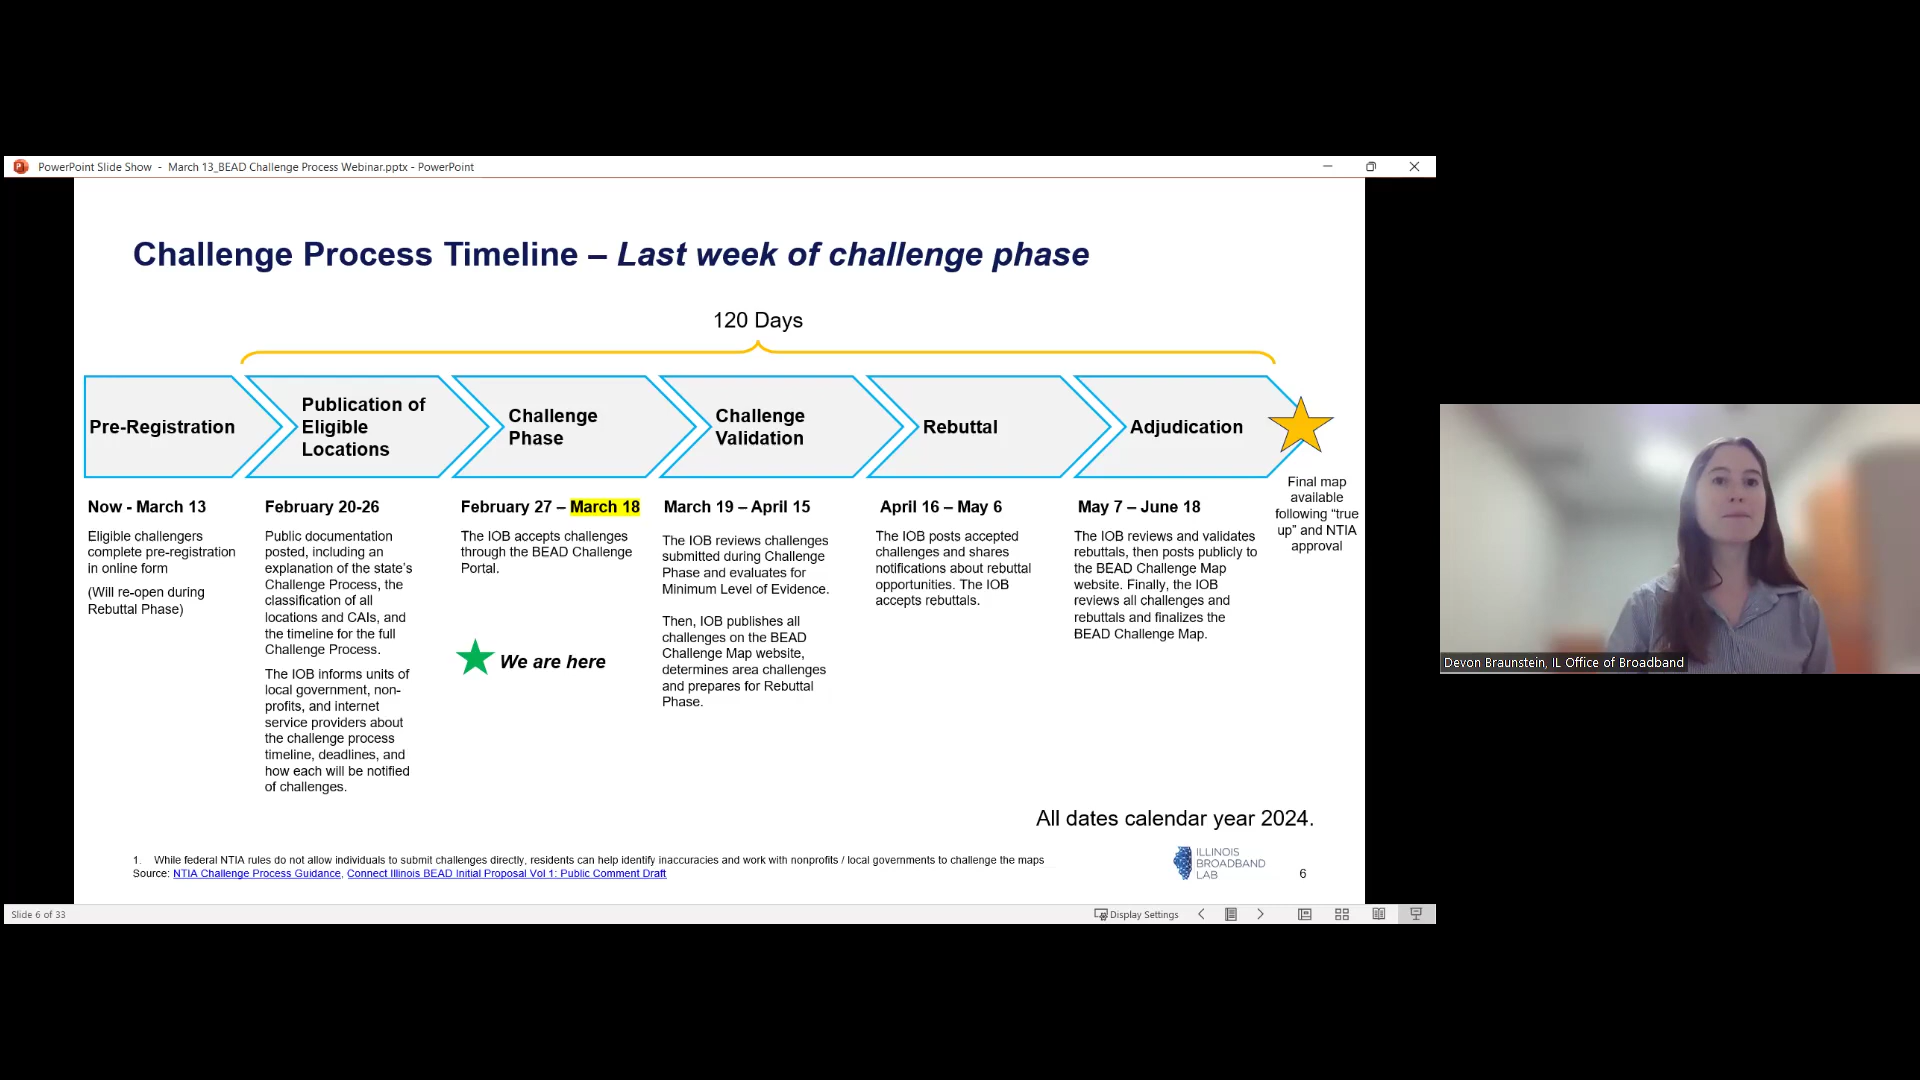 PowerPoint Slide Show - March 13_BEAD Challenge Process Webinar.pptx - PowerPoint
Challenge Process Timeline – Last week of challenge phase
120 Days
Pre-Registration
Publication of
Eligible
Locations
Challenge
Phase
Challenge
Validation
Rebuttal
Adjudication
Now - March 13
Eligible challengers
complete pre-registration
in online form
(Will re-open during
Rebuttal Phase)
February 20-26
Public documentation
posted, including an
explanation of the state’s
Challenge Process, the
classification of all
locations and CAIs, and
the timeline for the full
Challenge Process.
The IOB informs units of
local government, non-
profits, and internet
service providers about
the challenge process
timeline, deadlines, and
how each will be notified
of challenges.
February 27 – March 18
The IOB accepts challenges
through the BEAD Challenge
Portal.
We are here
March 19 – April 15
The IOB reviews challenges
submitted during Challenge
Phase and evaluates for
Minimum Level of Evidence.
Then, IOB publishes all
challenges on the BEAD
Challenge Map website,
determines area challenges
and prepares for Rebuttal
Phase.
April 16 – May 6
The IOB posts accepted
challenges and shares
notifications about rebuttal
opportunities. The IOB
accepts rebuttals.
May 7 – June 18
The IOB reviews and validates
rebuttals, then posts publicly to
the BEAD Challenge Map
website. Finally, the IOB
reviews all challenges and
rebuttals and finalizes the
BEAD Challenge Map.
Final map
available
following “true
up” and NTIA
approval
All dates calendar year 2024.
1. While federal NTIA rules do not allow individuals to submit challenges directly, residents can help identify inaccuracies and work with nonprofits / local governments to challenge the maps
Source: NTIA Challenge Process Guidance, Connect Illinois BEAD Initial Proposal Vol 1: Public Comment Draft
ILLINOIS
BROADBAND
LAB
6
Slide 6 of 33
Display Settings
Devon Braunstein, IL Office of Broadband